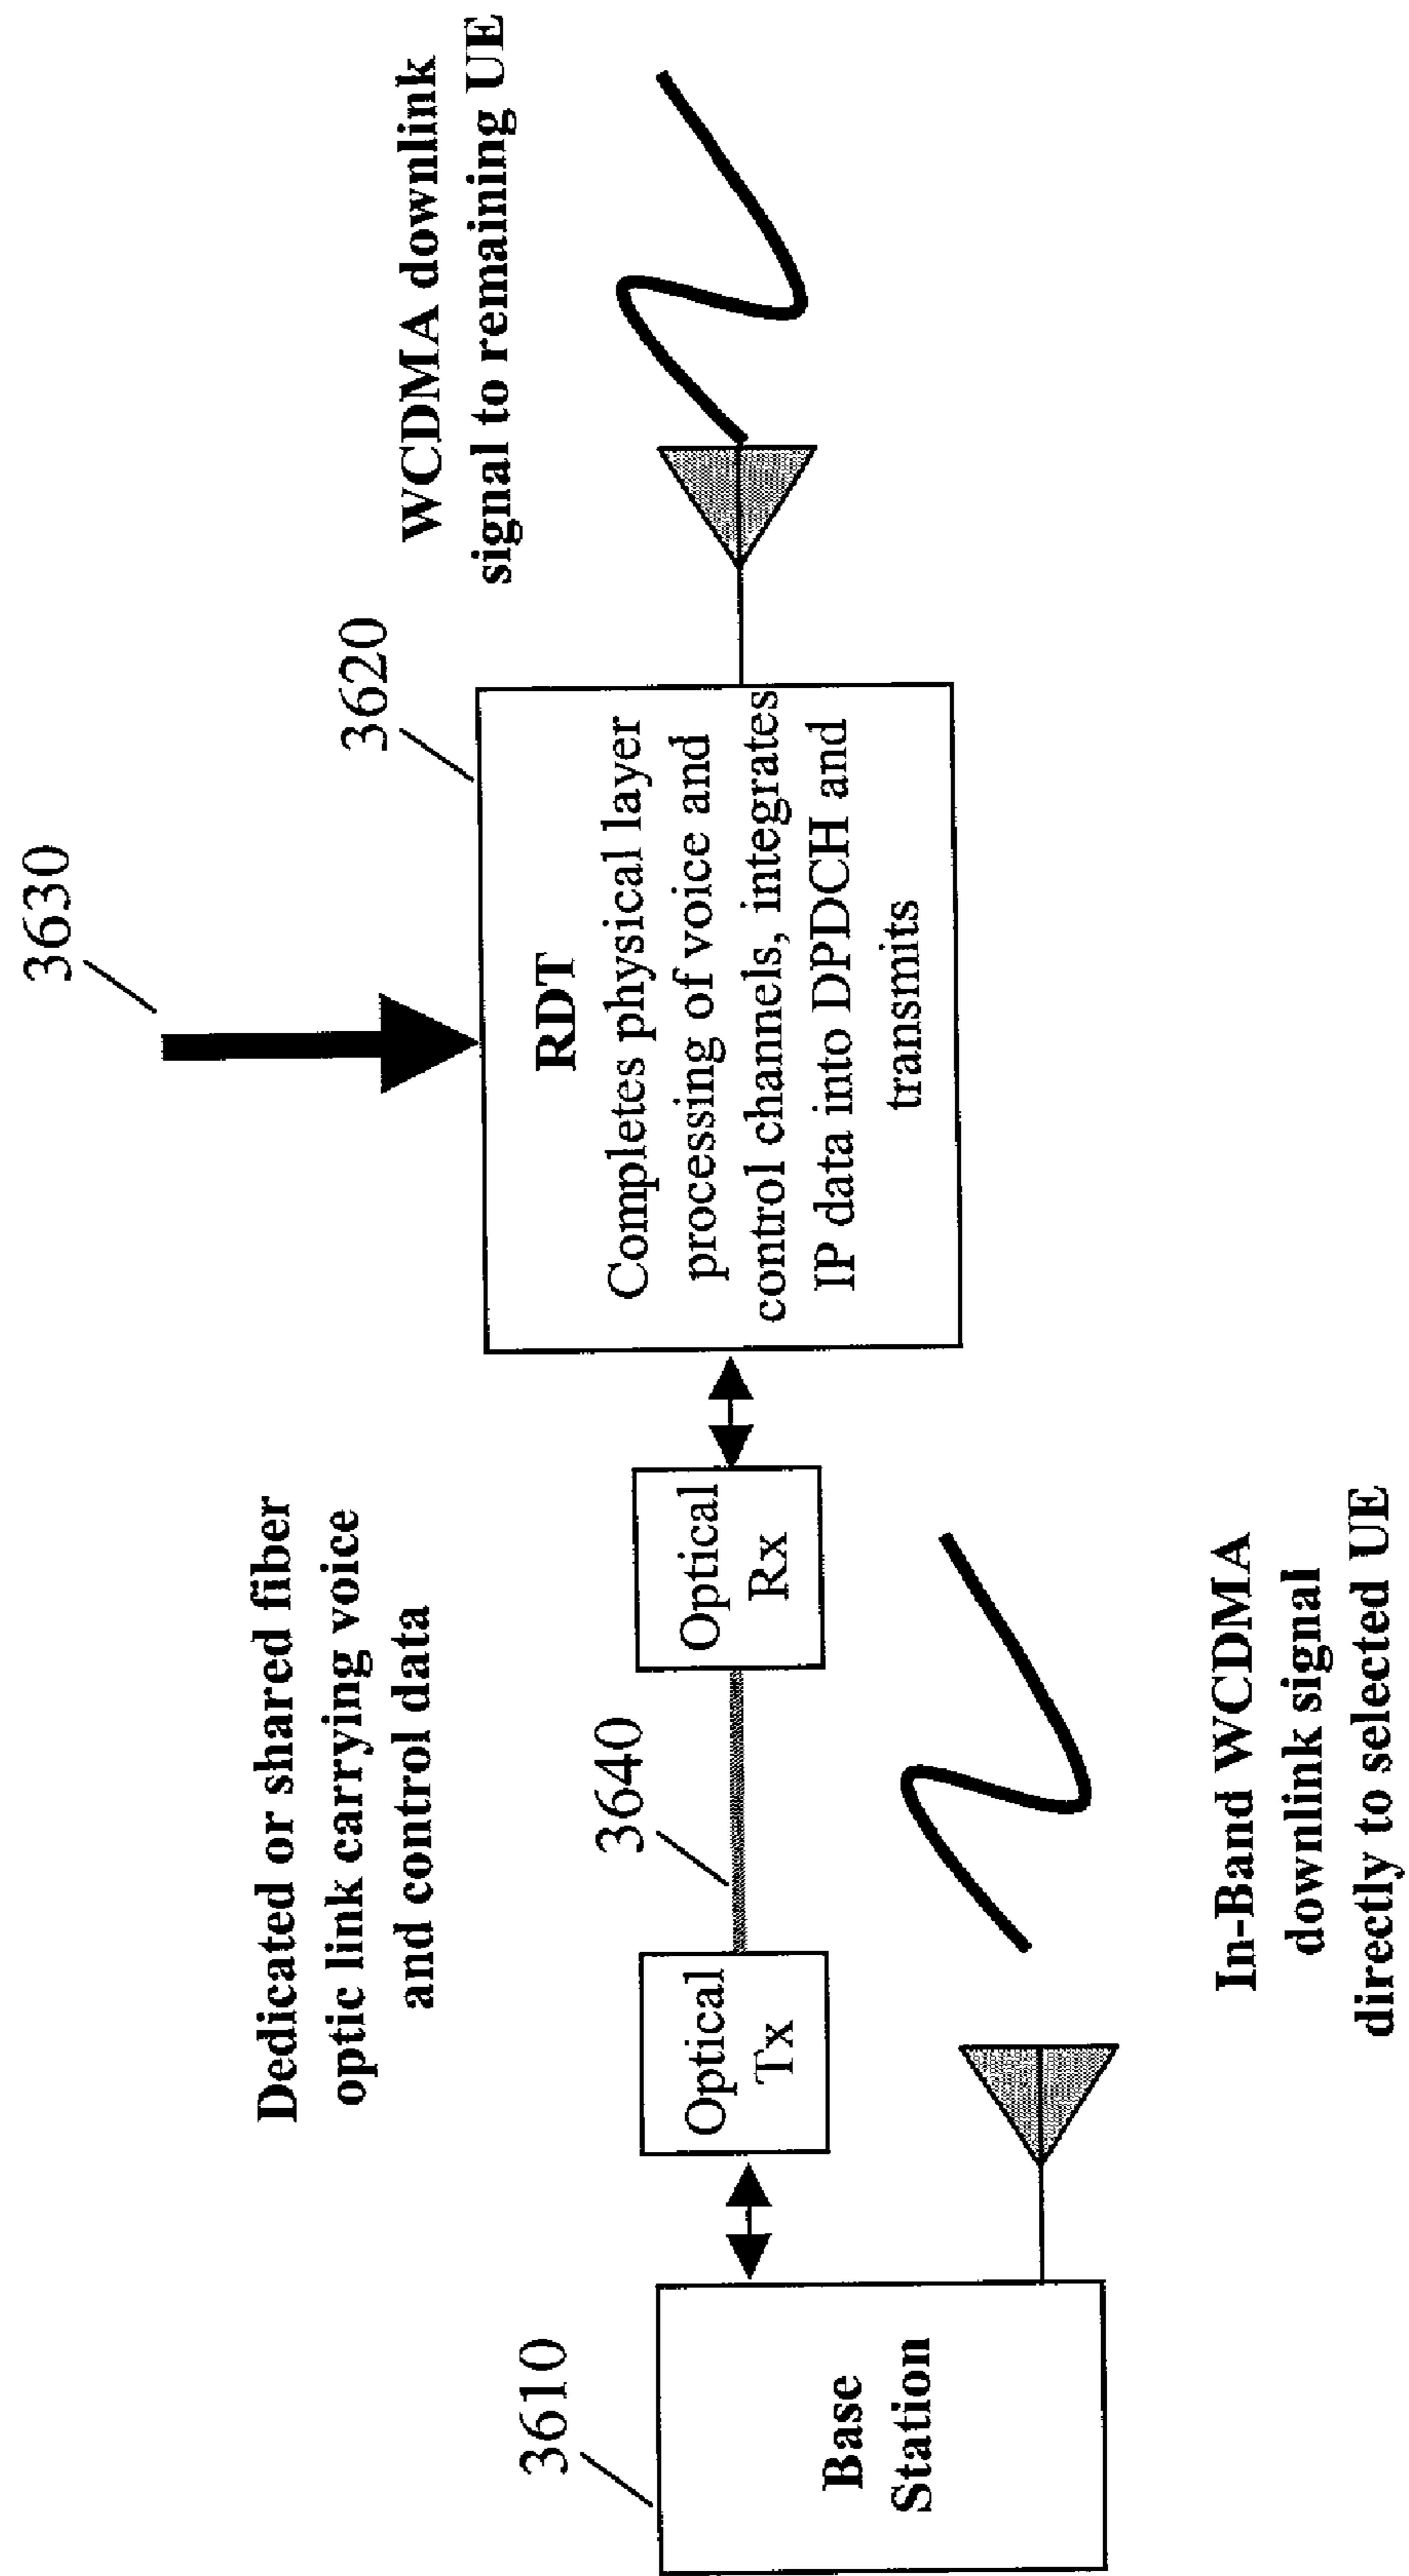 3630
3620
WCDMA downlink
signal to remaining UE
RDT
Completes physical layer
processing of voice and
control channels, integrates
IP data into DPDCH and
transmits
Dedicated or shared fiber
optic link carrying voice
and control data
3640
Optical
Tx
Optical
Rx
3610
Base
Station
In-Band WCDMA
downlink signal
directly to selected UE